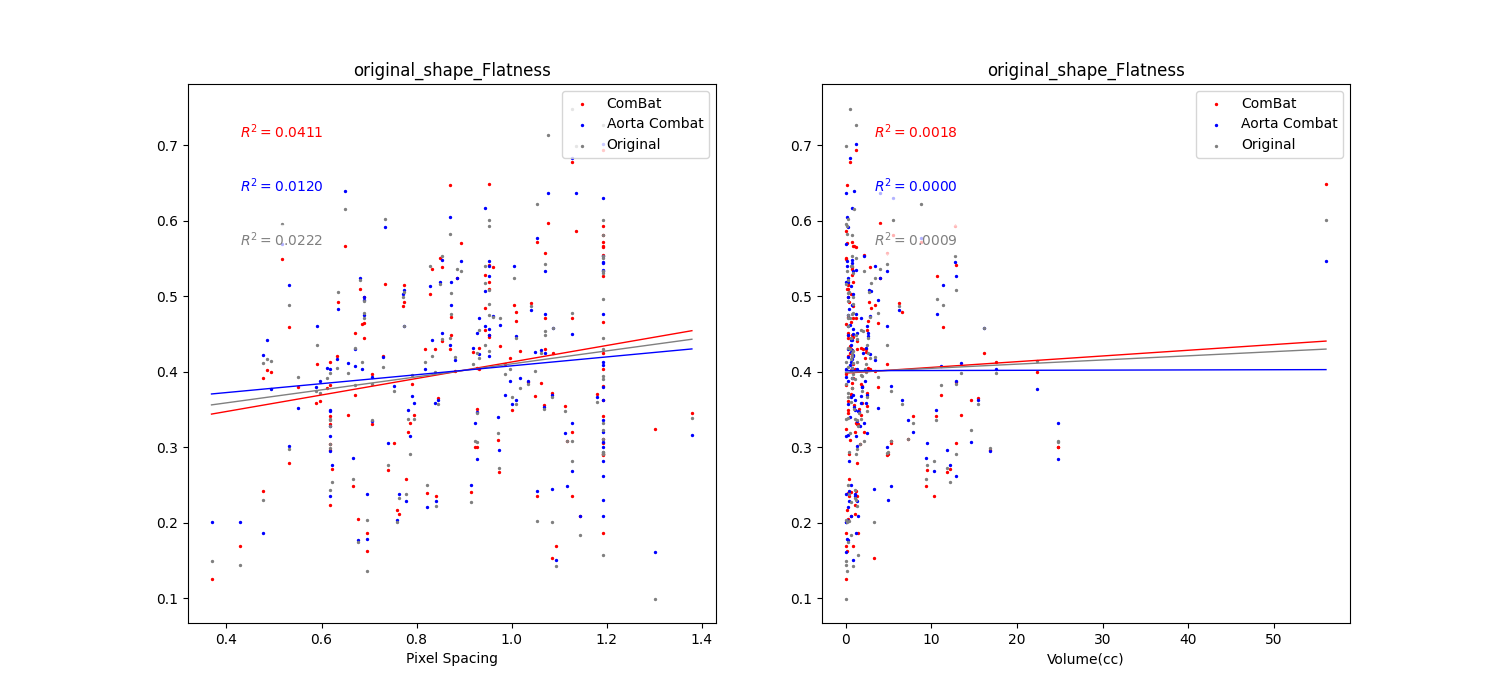 original_shape_Flatness
ComBat
Aorta Combat
Original
R² = 0.0411
R² = 0.0120
R² = 0.0222
0.7
0.6
0.5
0.4
0.3
0.2
0.1
0.4 0.6 0.8 1.0 1.2 1.4
Pixel Spacing
original_shape_Flatness
ComBat
Aorta Combat
Original
R² = 0.0018
R² = 0.0000
R² = 0.0009
0.7
0.6
0.5
0.4
0.3
0.2
0.1
0 10 20 30 40 50
Volume(cc)